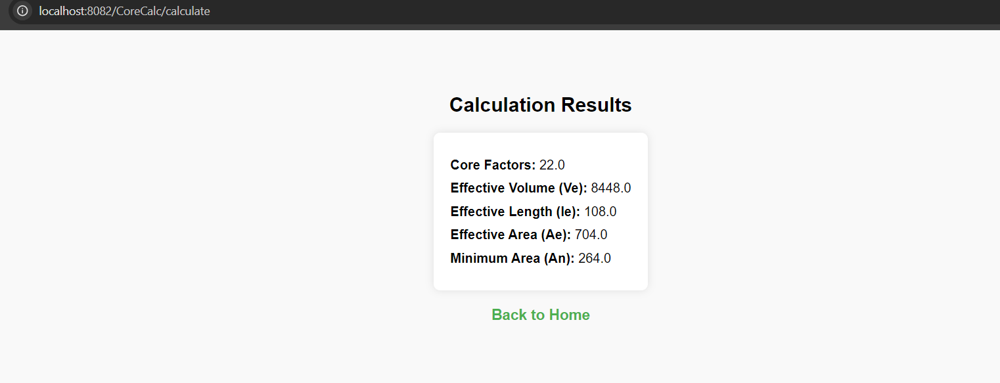 localhost:8082/CoreCalc/calculate
Calculation Results
Core Factors: 22.0
Effective Volume (Ve): 8448.0
Effective Length (le): 108.0
Effective Area (Ae): 704.0
Minimum Area (An): 264.0
Back to Home